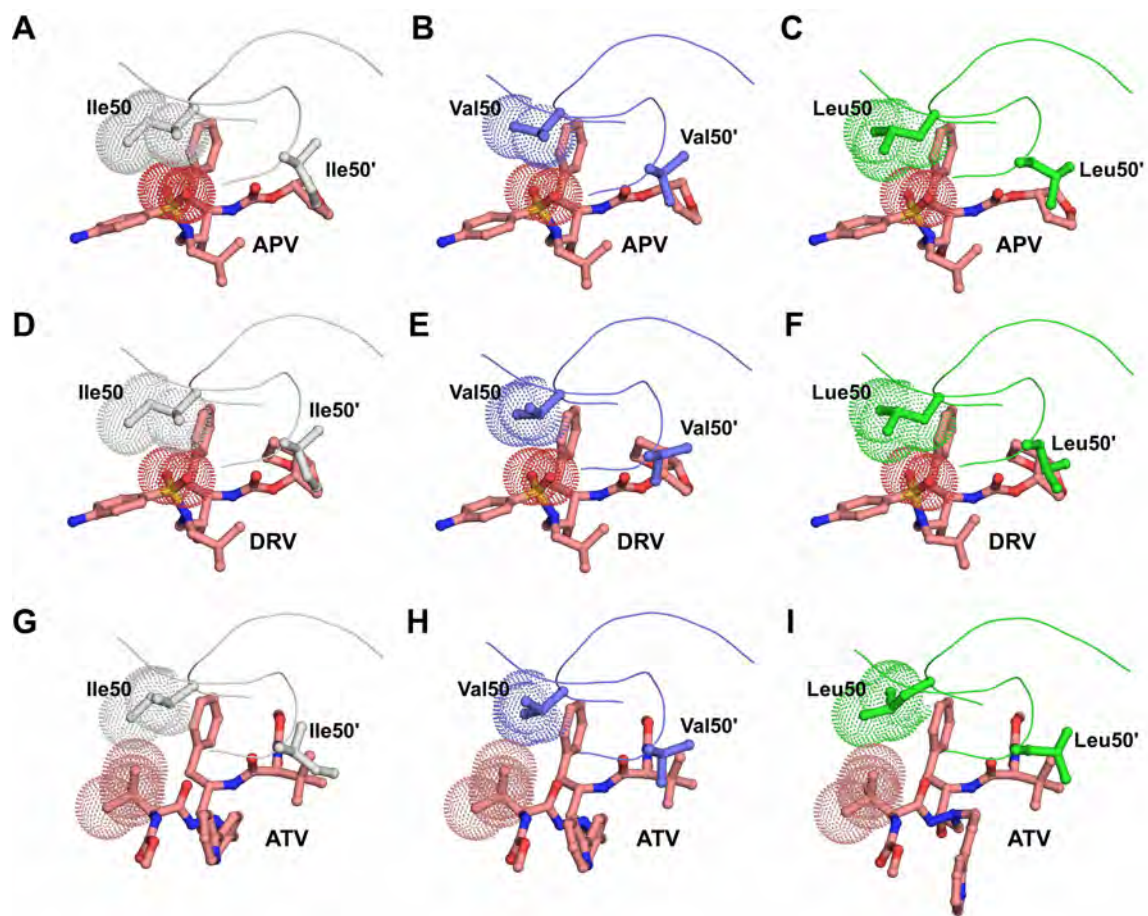 A
B
C
Ile50
Ile50'
APV
Val50
Val50'
APV
Leu50
Leu50'
APV
D
E
F
Ile50
Ile50'
DRV
Val50
Val50'
DRV
Lue50
Leu50'
DRV
G
H
I
Ile50
Ile50'
ATV
Val50
Val50'
ATV
Leu50
Leu50'
ATV